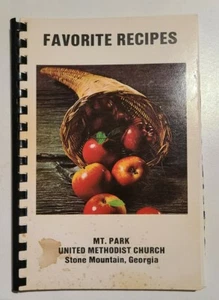 FAVORITE RECIPES
MT. PARK
UNITED METHODIST CHURCH
Stone Mountain, Georgia